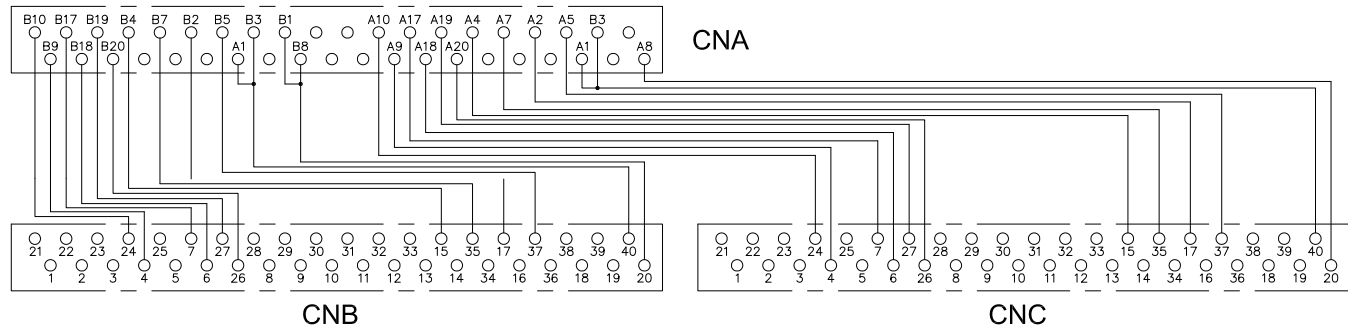 B10 B17 B19 B4 B7 B2 B5 B3 B1 A10 A17 A19 A4 A7 A2 A5 B3
B9 B18 B20 A1 B8 A9 A18 A20 A1 A8
CNA
21 22 23 24 25 7 27 28 29 30 31 32 33 15 35 17 37 38 39 40
1 2 3 4 5 6 26 8 9 10 11 12 13 14 34 16 36 18 19 20
21 22 23 24 25 7 27 28 29 30 31 32 33 15 35 17 37 38 39 40
1 2 3 4 5 6 26 8 9 10 11 12 13 14 34 16 36 18 19 20
CNB
CNC